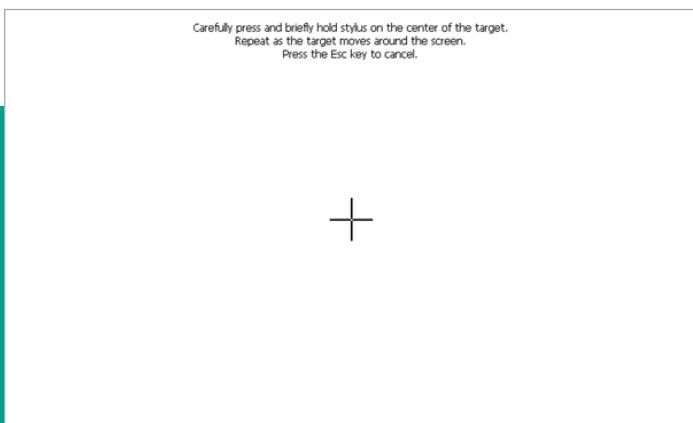 Carefully press and briefly hold stylus on the center of the target.
Repeat as the target moves around the screen.
Press the Esc key to cancel.